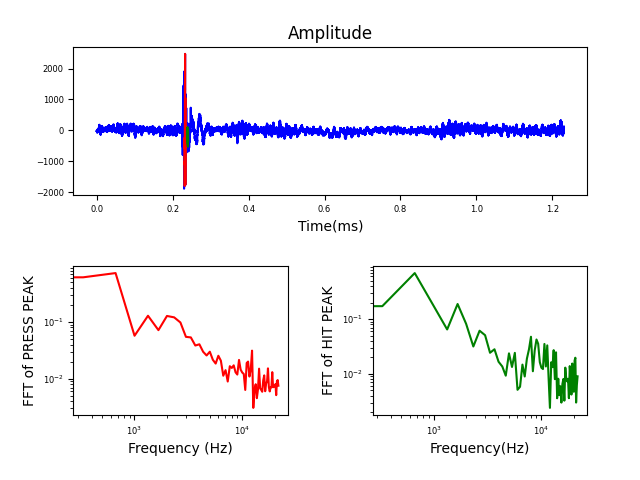 Amplitude
2000
1000
0
−1000
−2000
0.0 0.2 0.4 0.6 0.8 1.0 1.2
Time(ms)
FFT of PRESS PEAK
10⁻¹
10⁻²
10³ 10⁴
Frequency (Hz)
FFT of HIT PEAK
10⁻¹
10⁻²
10³ 10⁴
Frequency(Hz)